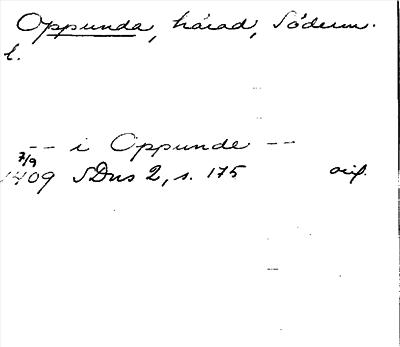 Oppunda, härad, Söderm.
l.
-- i Oppunde --
7/9
1409 SDns 2, s. 175 orig.